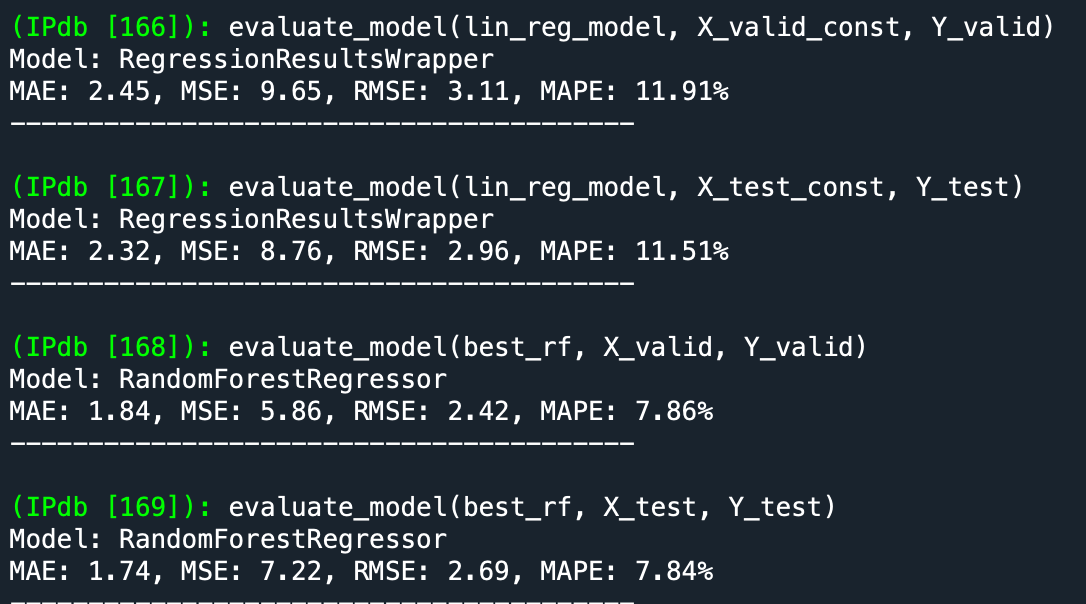 (IPdb [166]): evaluate_model(lin_reg_model, X_valid_const, Y_valid)
Model: RegressionResultsWrapper
MAE: 2.45, MSE: 9.65, RMSE: 3.11, MAPE: 11.91%
----------------------------------------
(IPdb [167]): evaluate_model(lin_reg_model, X_test_const, Y_test)
Model: RegressionResultsWrapper
MAE: 2.32, MSE: 8.76, RMSE: 2.96, MAPE: 11.51%
----------------------------------------
(IPdb [168]): evaluate_model(best_rf, X_valid, Y_valid)
Model: RandomForestRegressor
MAE: 1.84, MSE: 5.86, RMSE: 2.42, MAPE: 7.86%
----------------------------------------
(IPdb [169]): evaluate_model(best_rf, X_test, Y_test)
Model: RandomForestRegressor
MAE: 1.74, MSE: 7.22, RMSE: 2.69, MAPE: 7.84%
----------------------------------------